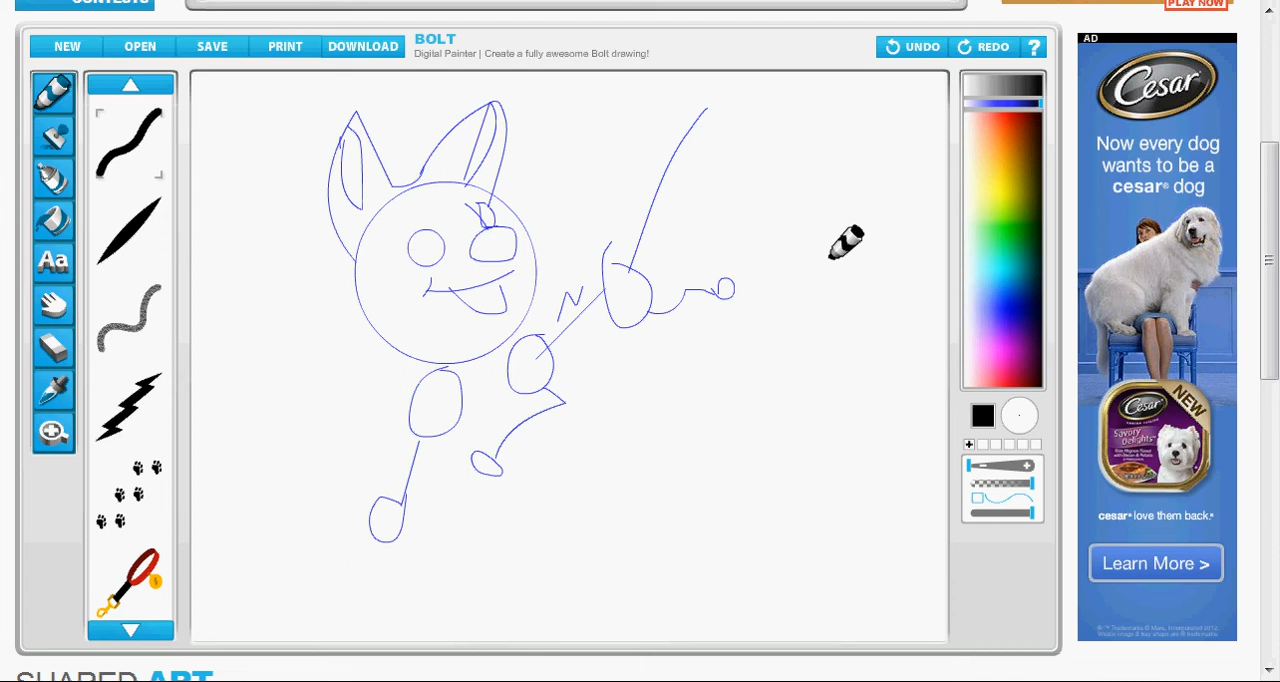 CONTESTS
PLAY NOW
NEW OPEN SAVE PRINT DOWNLOAD
BOLT
Digital Painter | Create a fully awesome Bolt drawing!
UNDO REDO ?
Aa
AD
Cesar
Now every dog
wants to be a
cesar® dog
NEW
Cesar
Savory
Delights
cesar® love them back.®
Learn More >
SHARED ART